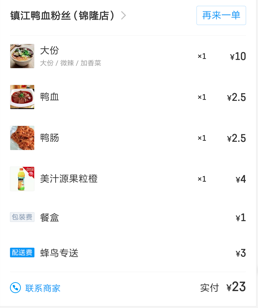 镇江鸭血粉丝（锦隆店）
再来一单
大份 ×1 ¥10
大份 / 微辣 / 加香菜
鸭血 ×1 ¥2.5
鸭肠 ×1 ¥2.5
美汁源果粒橙 ×1 ¥4
包装费 餐盒 ¥1
配送费 蜂鸟专送 ¥3
联系商家 实付 ¥23